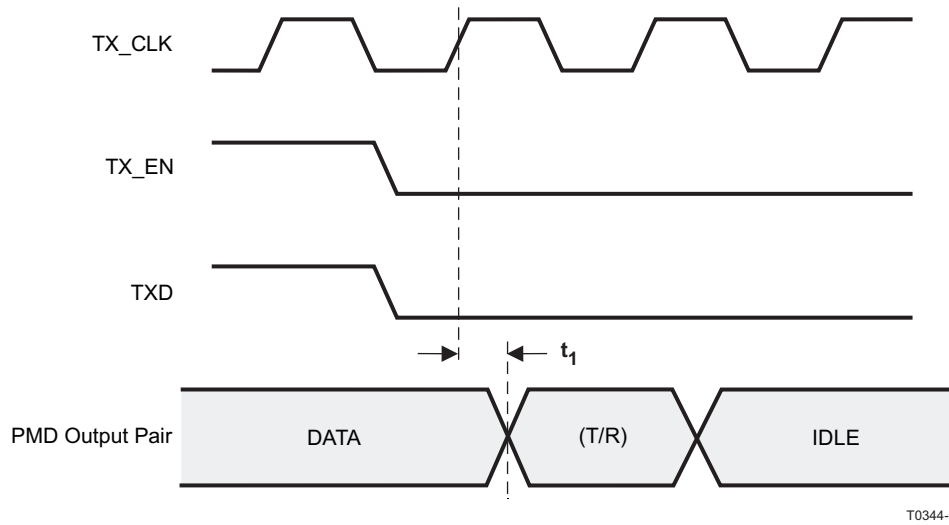 TX_CLK
TX_EN
TXD
t1
PMD Output Pair DATA (T/R) IDLE
T0344-